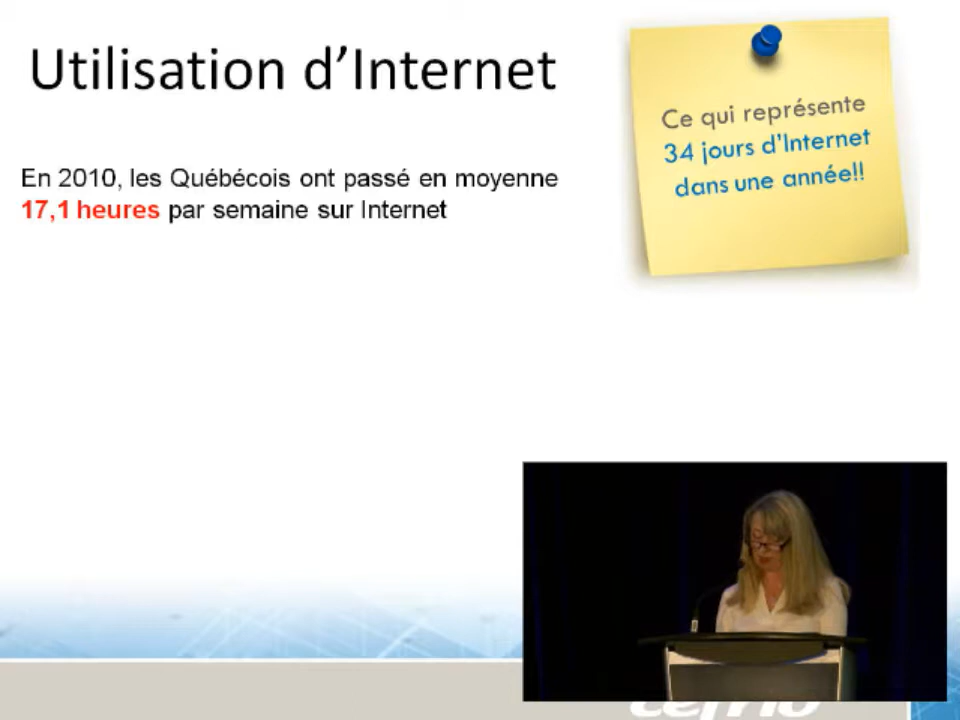 Utilisation d’Internet
Ce qui représente
34 jours d’Internet
dans une année!!
En 2010, les Québécois ont passé en moyenne
17,1 heures par semaine sur Internet